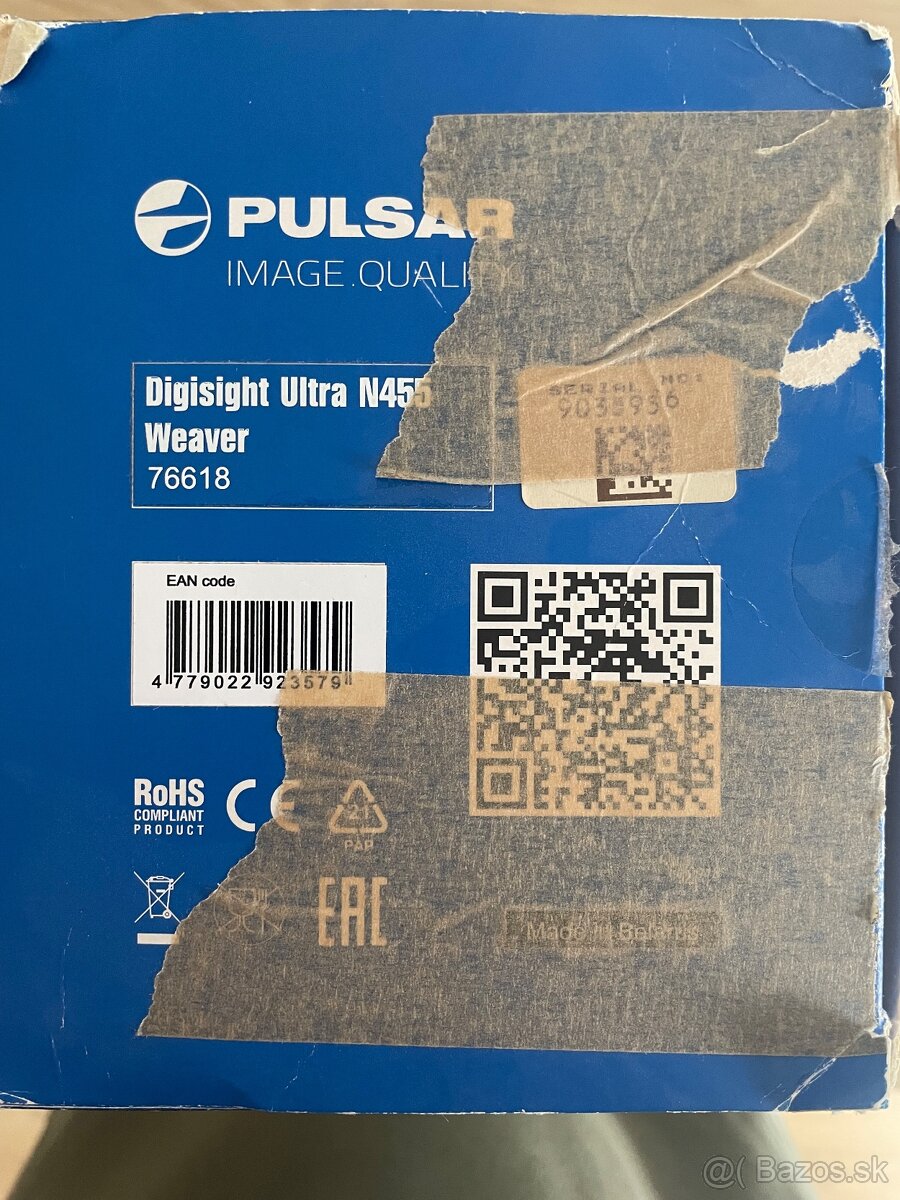 PULSAR
IMAGE.QUALITY
Digisight Ultra N455
Weaver
76618
SERIAL NO:
9035936
EAN code
4 779022 923579
RoHS
COMPLIANT
PRODUCT
CE
21
PAP
EAC
Made in Belarus
@( Bazos.sk